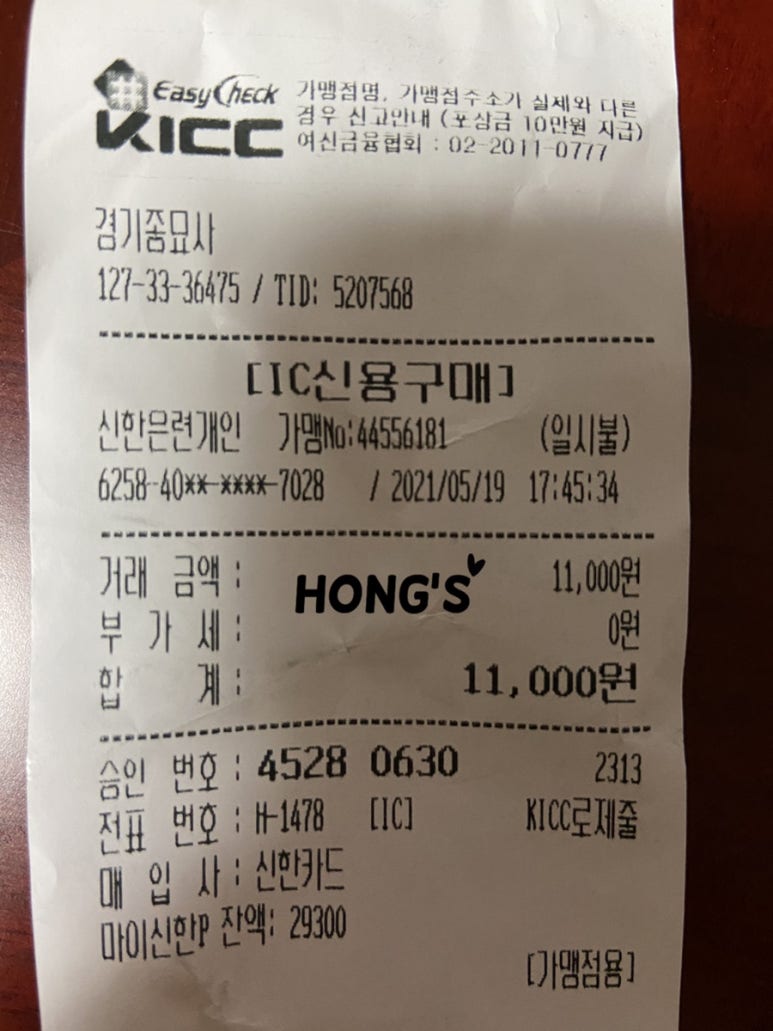 EasyCheck
KICC
가맹점명, 가맹점주소가 실제와 다른
경우 신고안내 (포상금 10만원 지급)
여신금융협회 : 02-2011-0777
경기종묘사
127-33-36475 / TID: 5207568
[IC신용구매]
신한은련개인 가맹No:44556181 (일시불)
6258-40**-****-7028 / 2021/05/19 17:45:34
거래 금액 : 11,000원
HONG'S
부 가 세 : 0원
합 계 : 11,000원
승인 번호 : 4528 0630 2313
전표 번호 : H-1478 [IC] KICC로제출
매 입 사 : 신한카드
마이신한P 잔액: 29300
[가맹점용]